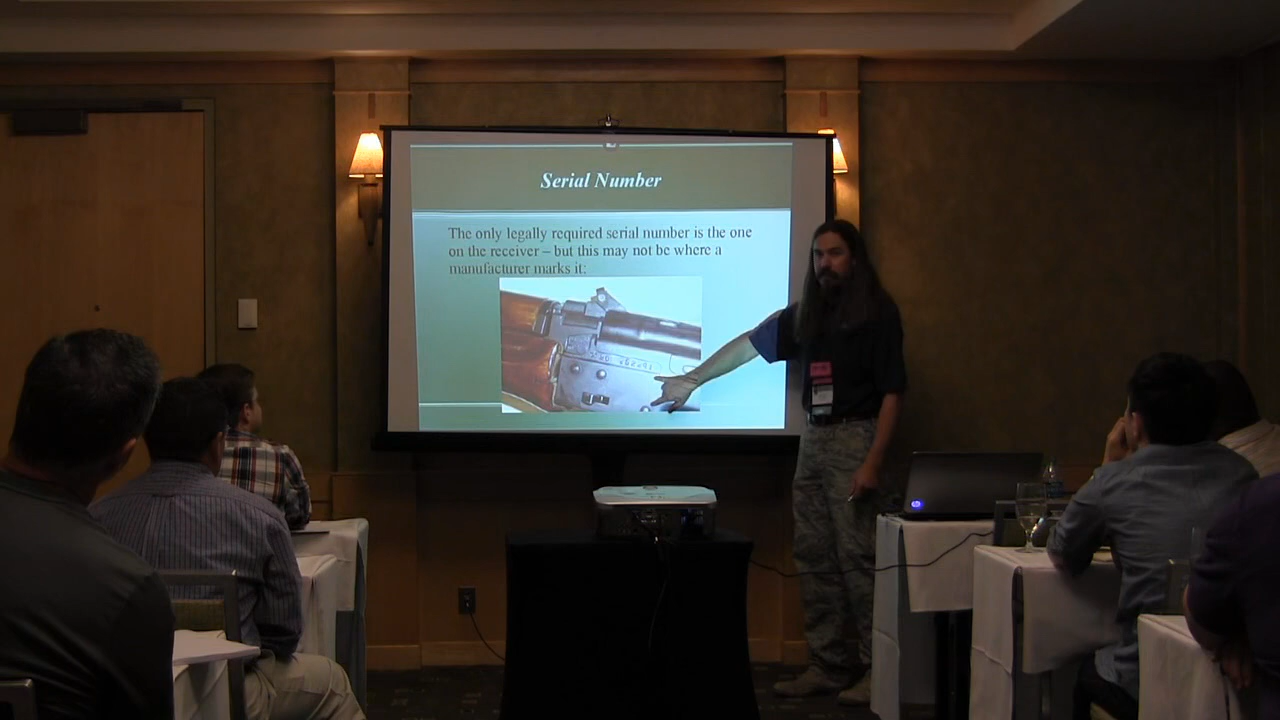 Serial Number
The only legally required serial number is the one
on the receiver – but this may not be where a
manufacturer marks it:
hp